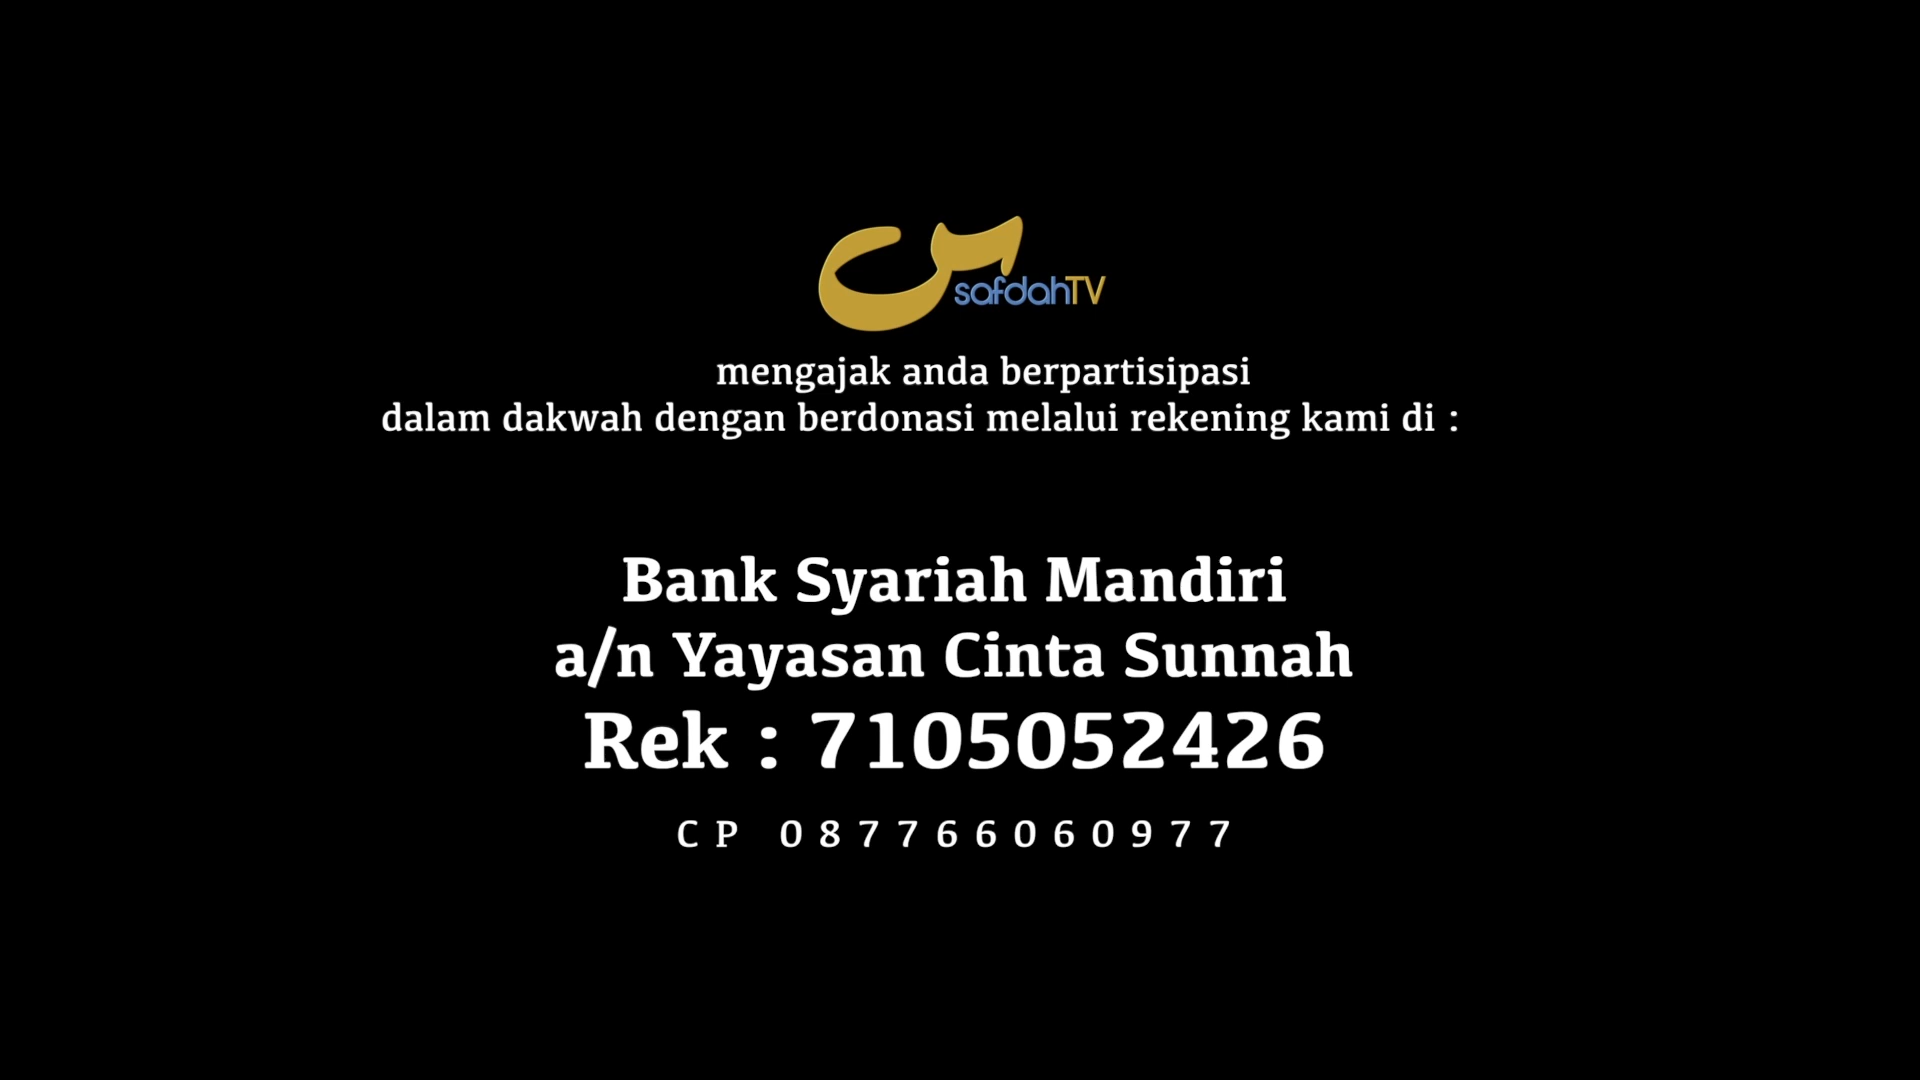 safdahTV
mengajak anda berpartisipasi
dalam dakwah dengan berdonasi melalui rekening kami di :
Bank Syariah Mandiri
a/n Yayasan Cinta Sunnah
Rek : 7105052426
CP 087766060977